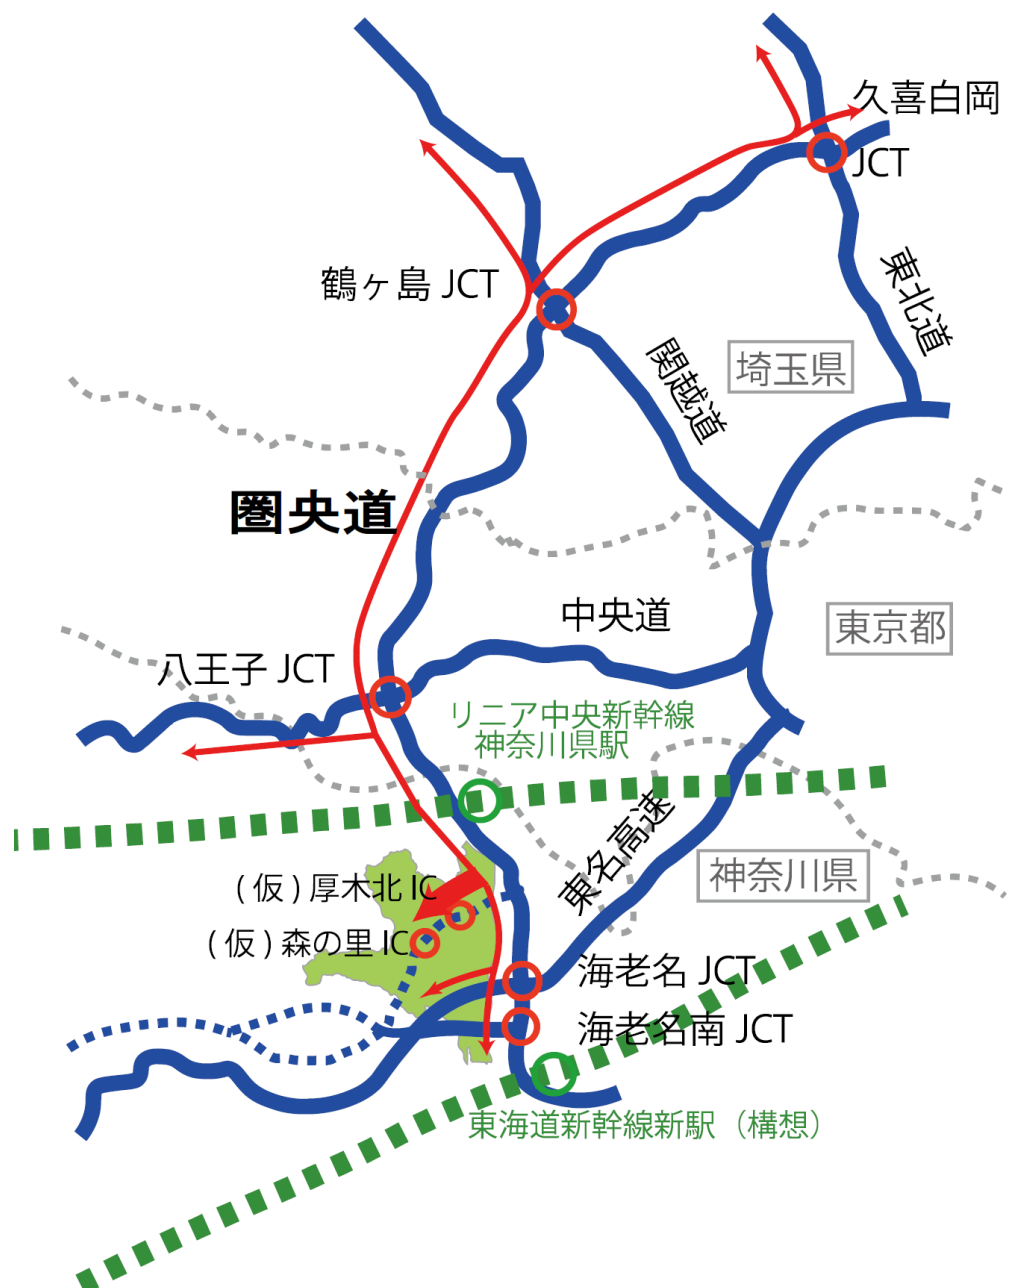 久喜白岡
JCT
鶴ヶ島 JCT
東北道
関越道
埼玉県
圏央道
中央道
東京都
八王子 JCT
リニア中央新幹線
神奈川県駅
東名高速
神奈川県
(仮)厚木北 IC
(仮)森の里 IC
海老名 JCT
海老名南 JCT
東海道新幹線新駅（構想）